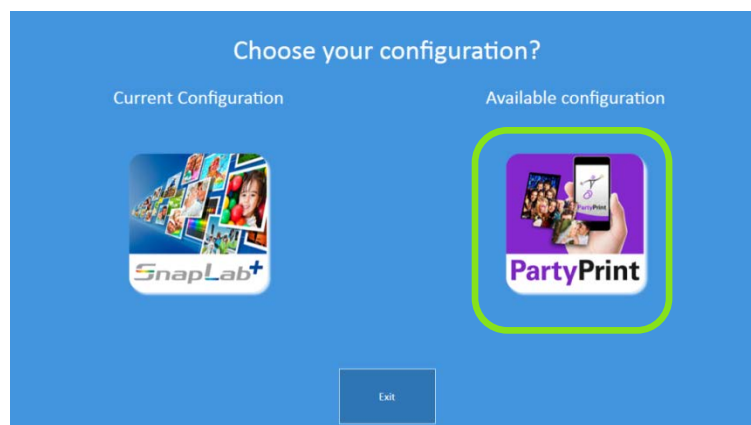 Choose your configuration?
Current Configuration
Available configuration
SnapLab+
PartyPrint
PartyPrint
Exit